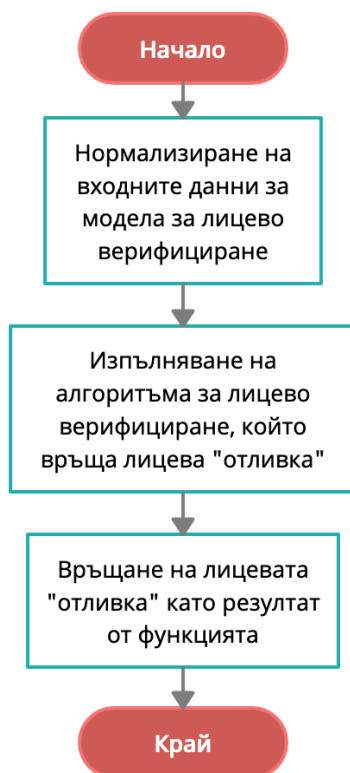 Начало
Нормализиране на
входните данни за
модела за лицево
верифициране
Изпълняване на
алгоритъма за лицево
верифициране, който
връща лицева "отливка"
Връщане на лицевата
"отливка" като резултат
от функцията
Край